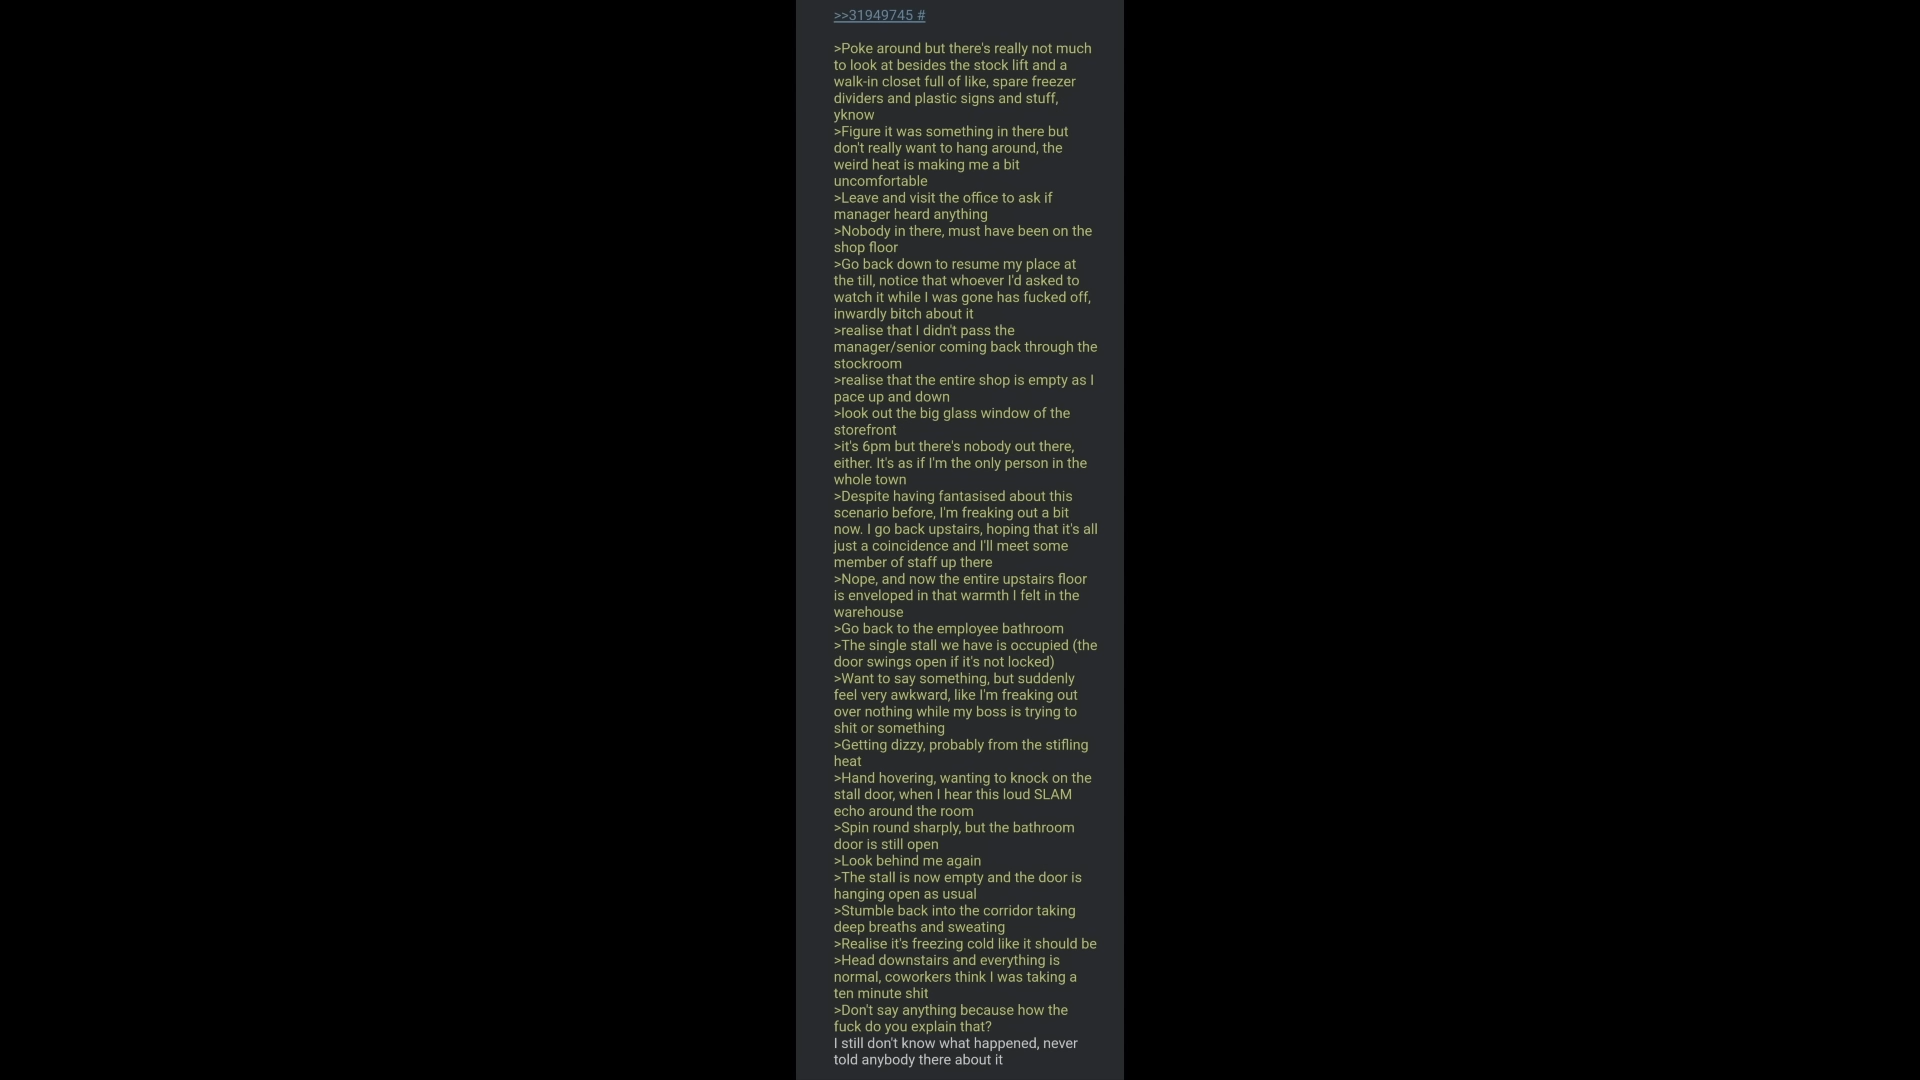 >>31949745 #
>Poke around but there's really not much
to look at besides the stock lift and a
walk-in closet full of like, spare freezer
dividers and plastic signs and stuff,
yknow
>Figure it was something in there but
don't really want to hang around, the
weird heat is making me a bit
uncomfortable
>Leave and visit the office to ask if
manager heard anything
>Nobody in there, must have been on the
shop floor
>Go back down to resume my place at
the till, notice that whoever I'd asked to
watch it while I was gone has fucked off,
inwardly bitch about it
>realise that I didn't pass the
manager/senior coming back through the
stockroom
>realise that the entire shop is empty as I
pace up and down
>look out the big glass window of the
storefront
>it's 6pm but there's nobody out there,
either. It's as if I'm the only person in the
whole town
>Despite having fantasised about this
scenario before, I'm freaking out a bit
now. I go back upstairs, hoping that it's all
just a coincidence and I'll meet some
member of staff up there
>Nope, and now the entire upstairs floor
is enveloped in that warmth I felt in the
warehouse
>Go back to the employee bathroom
>The single stall we have is occupied (the
door swings open if it's not locked)
>Want to say something, but suddenly
feel very awkward, like I'm freaking out
over nothing while my boss is trying to
shit or something
>Getting dizzy, probably from the stifling
heat
>Hand hovering, wanting to knock on the
stall door, when I hear this loud SLAM
echo around the room
>Spin round sharply, but the bathroom
door is still open
>Look behind me again
>The stall is now empty and the door is
hanging open as usual
>Stumble back into the corridor taking
deep breaths and sweating
>Realise it's freezing cold like it should be
>Head downstairs and everything is
normal, coworkers think I was taking a
ten minute shit
>Don't say anything because how the
fuck do you explain that?
I still don't know what happened, never
told anybody there about it